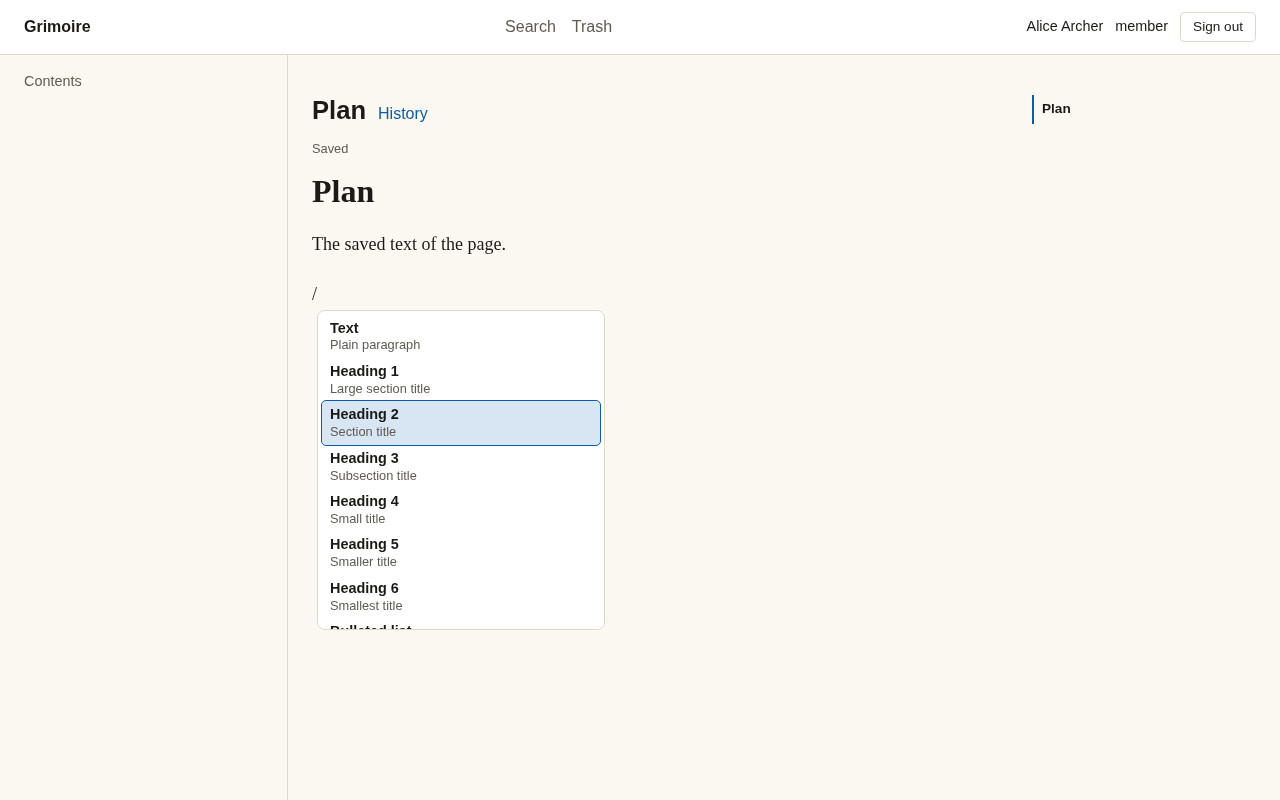 Grimoire
Search Trash
Alice Archer member Sign out
Contents
Plan History
Plan
Saved
Plan
The saved text of the page.
/
Text
Plain paragraph
Heading 1
Large section title
Heading 2
Section title
Heading 3
Subsection title
Heading 4
Small title
Heading 5
Smaller title
Heading 6
Smallest title
Bulleted list